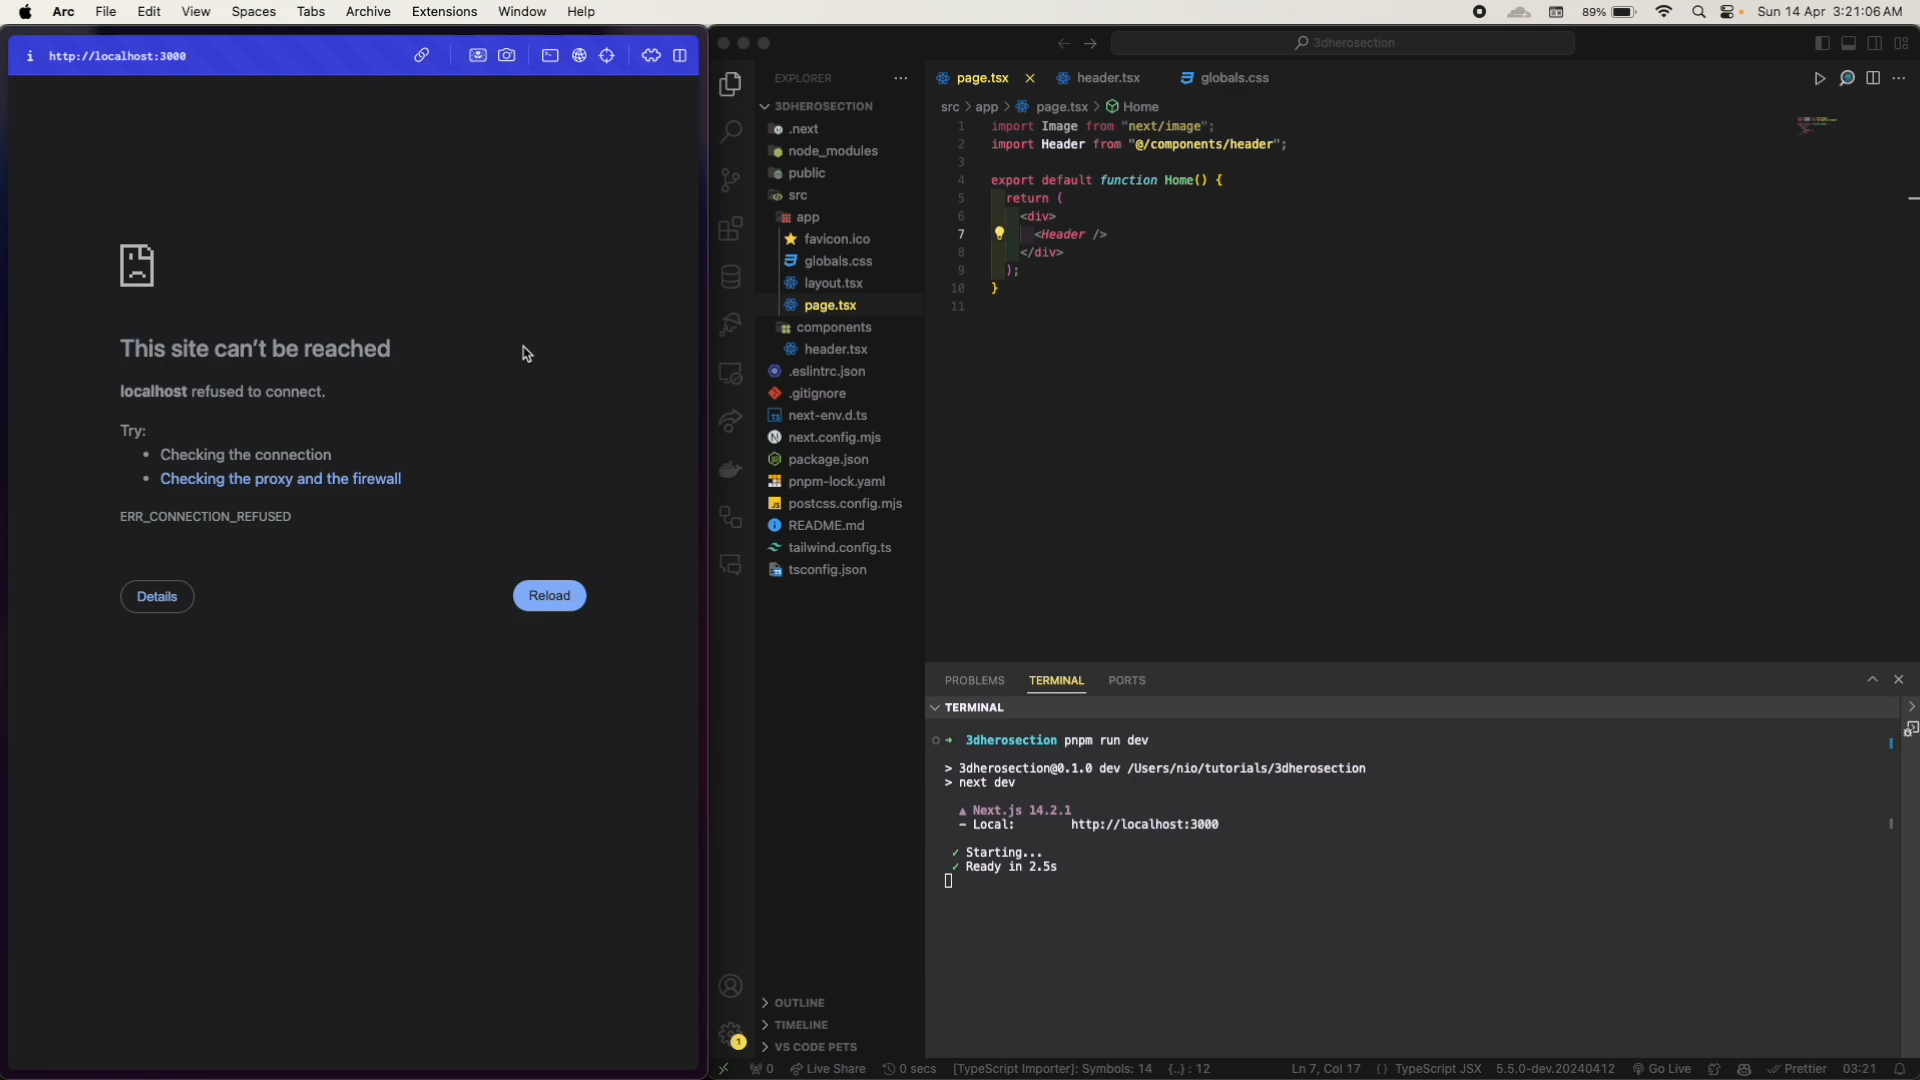 Arc File Edit View Spaces Tabs Archive Extensions Window Help
89% Sun 14 Apr 3:21:06 AM
http://localhost:3000
This site can't be reached
localhost refused to connect.
Try:
• Checking the connection
• Checking the proxy and the firewall
ERR_CONNECTION_REFUSED
Details
Reload
3dherosection
EXPLORER
3DHEROSECTION
.next
node_modules
public
src
app
favicon.ico
globals.css
layout.tsx
page.tsx
components
header.tsx
.eslintrc.json
.gitignore
next-env.d.ts
next.config.mjs
package.json
pnpm-lock.yaml
postcss.config.mjs
README.md
tailwind.config.ts
tsconfig.json
OUTLINE
TIMELINE
VS CODE PETS
1
page.tsx header.tsx globals.css
src > app > page.tsx > Home
1 import Image from "next/image";
2 import Header from "@/components/header";
3
4 export default function Home() {
5 return (
6 <div>
7 <Header />
8 </div>
9 );
10 }
11
PROBLEMS TERMINAL PORTS
TERMINAL
3dherosection pnpm run dev
> 3dherosection@0.1.0 dev /Users/nio/tutorials/3dherosection
> next dev
▲ Next.js 14.2.1
- Local: http://localhost:3000
✓ Starting...
✓ Ready in 2.5s
0 Live Share 0 secs [TypeScript Importer]: Symbols: 14 {..} : 12 Ln 7, Col 17 {} TypeScript JSX 5.5.0-dev.20240412 Go Live Prettier 03:21